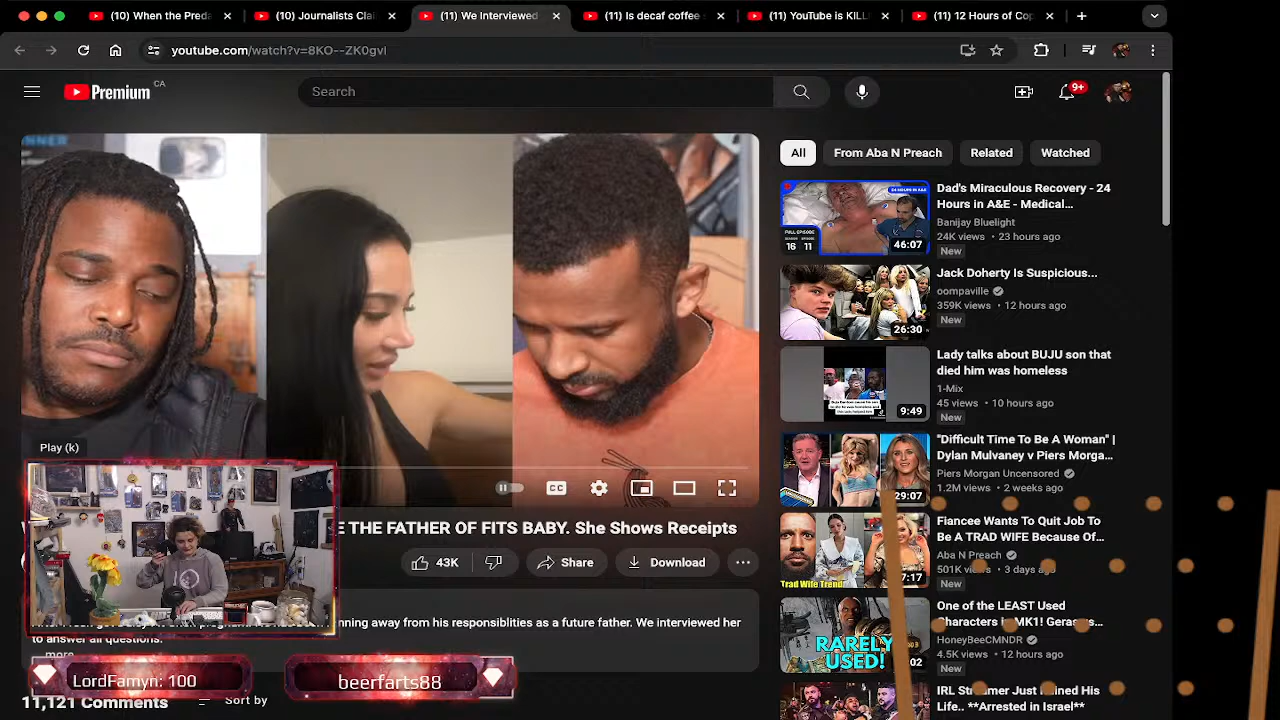 (10) When the Preda
(10) Journalists Clai
(11) We Interviewed
(11) Is decaf coffee
(11) YouTube is KILL
(11) 12 Hours of Cop
youtube.com/watch?v=8KO--ZK0gvI
Premium CA
Search
9+
All
From Aba N Preach
Related
Watched
Dad's Miraculous Recovery - 24
Hours in A&E - Medical...
Banijay Bluelight
24K views • 23 hours ago
New
46:07
Jack Doherty Is Suspicious...
oompaville
359K views • 12 hours ago
New
26:30
Lady talks about BUJU son that
died him was homeless
1-Mix
45 views • 10 hours ago
New
9:49
"Difficult Time To Be A Woman" |
Dylan Mulvaney v Piers Morga...
Piers Morgan Uncensored
1.2M views • 2 weeks ago
29:07
Fiancee Wants To Quit Job To
Be A TRAD WIFE Because Of...
Aba N Preach
501K views • 3 days ago
New
Trad Wife Trend!
7:17
One of the LEAST Used
Characters in MK1! Geras...
HoneyBeeCMNDR
4.5K views • 12 hours ago
New
RARELY
USED!
02
IRL Streamer Just Ruined His
Life.. **Arrested in Israel**
NNER
Play (k)
CC
E THE FATHER OF FITS BABY. She Shows Receipts
43K
Share
Download
nning away from his responsiblities as a future father. We interviewed her
to answer all questions.
more
LordFamyn: 100
beerfarts88
11,121 Comments
Sort by